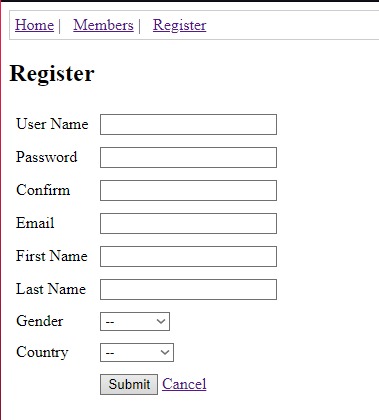 Home | Members | Register
Register
User Name
Password
Confirm
Email
First Name
Last Name
Gender --
Country --
Submit Cancel